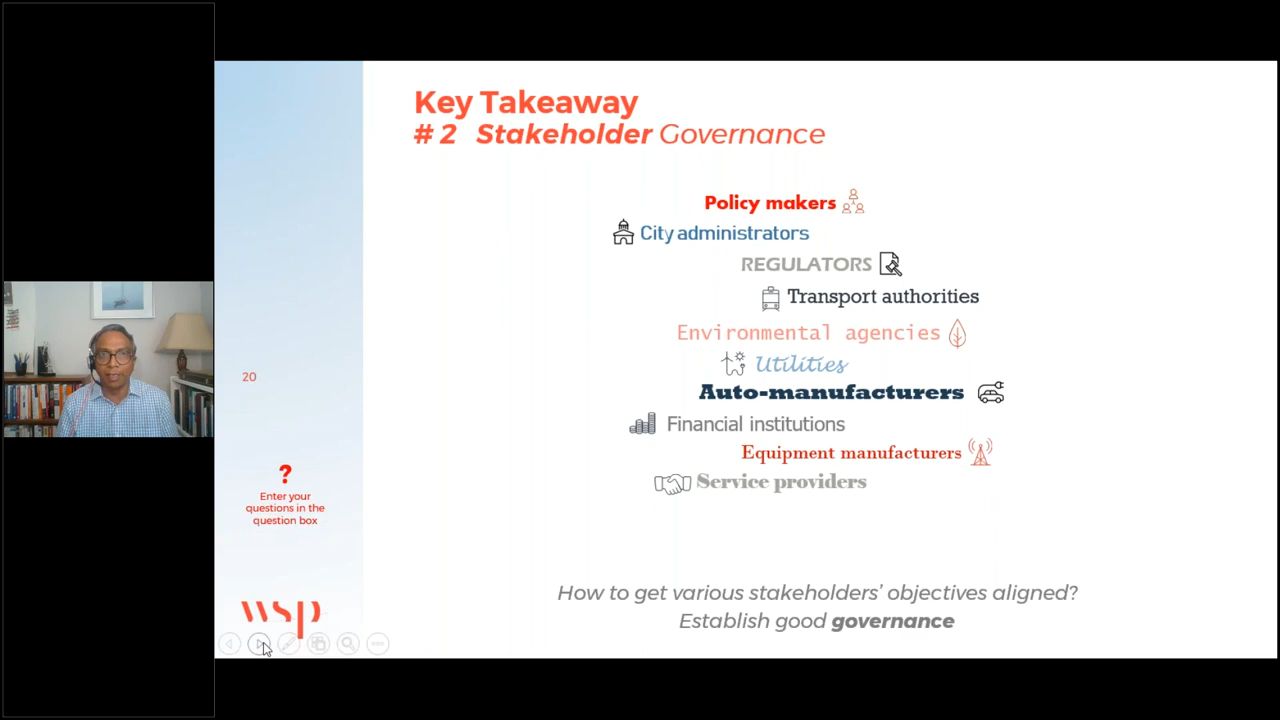 Key Takeaway
# 2 Stakeholder Governance
Policy makers
City administrators
REGULATORS
Transport authorities
Environmental agencies
Utilities
Auto-manufacturers
Financial institutions
Equipment manufacturers
Service providers
20
?
Enter your
questions in the
question box
wsp
How to get various stakeholders' objectives aligned?
Establish good governance